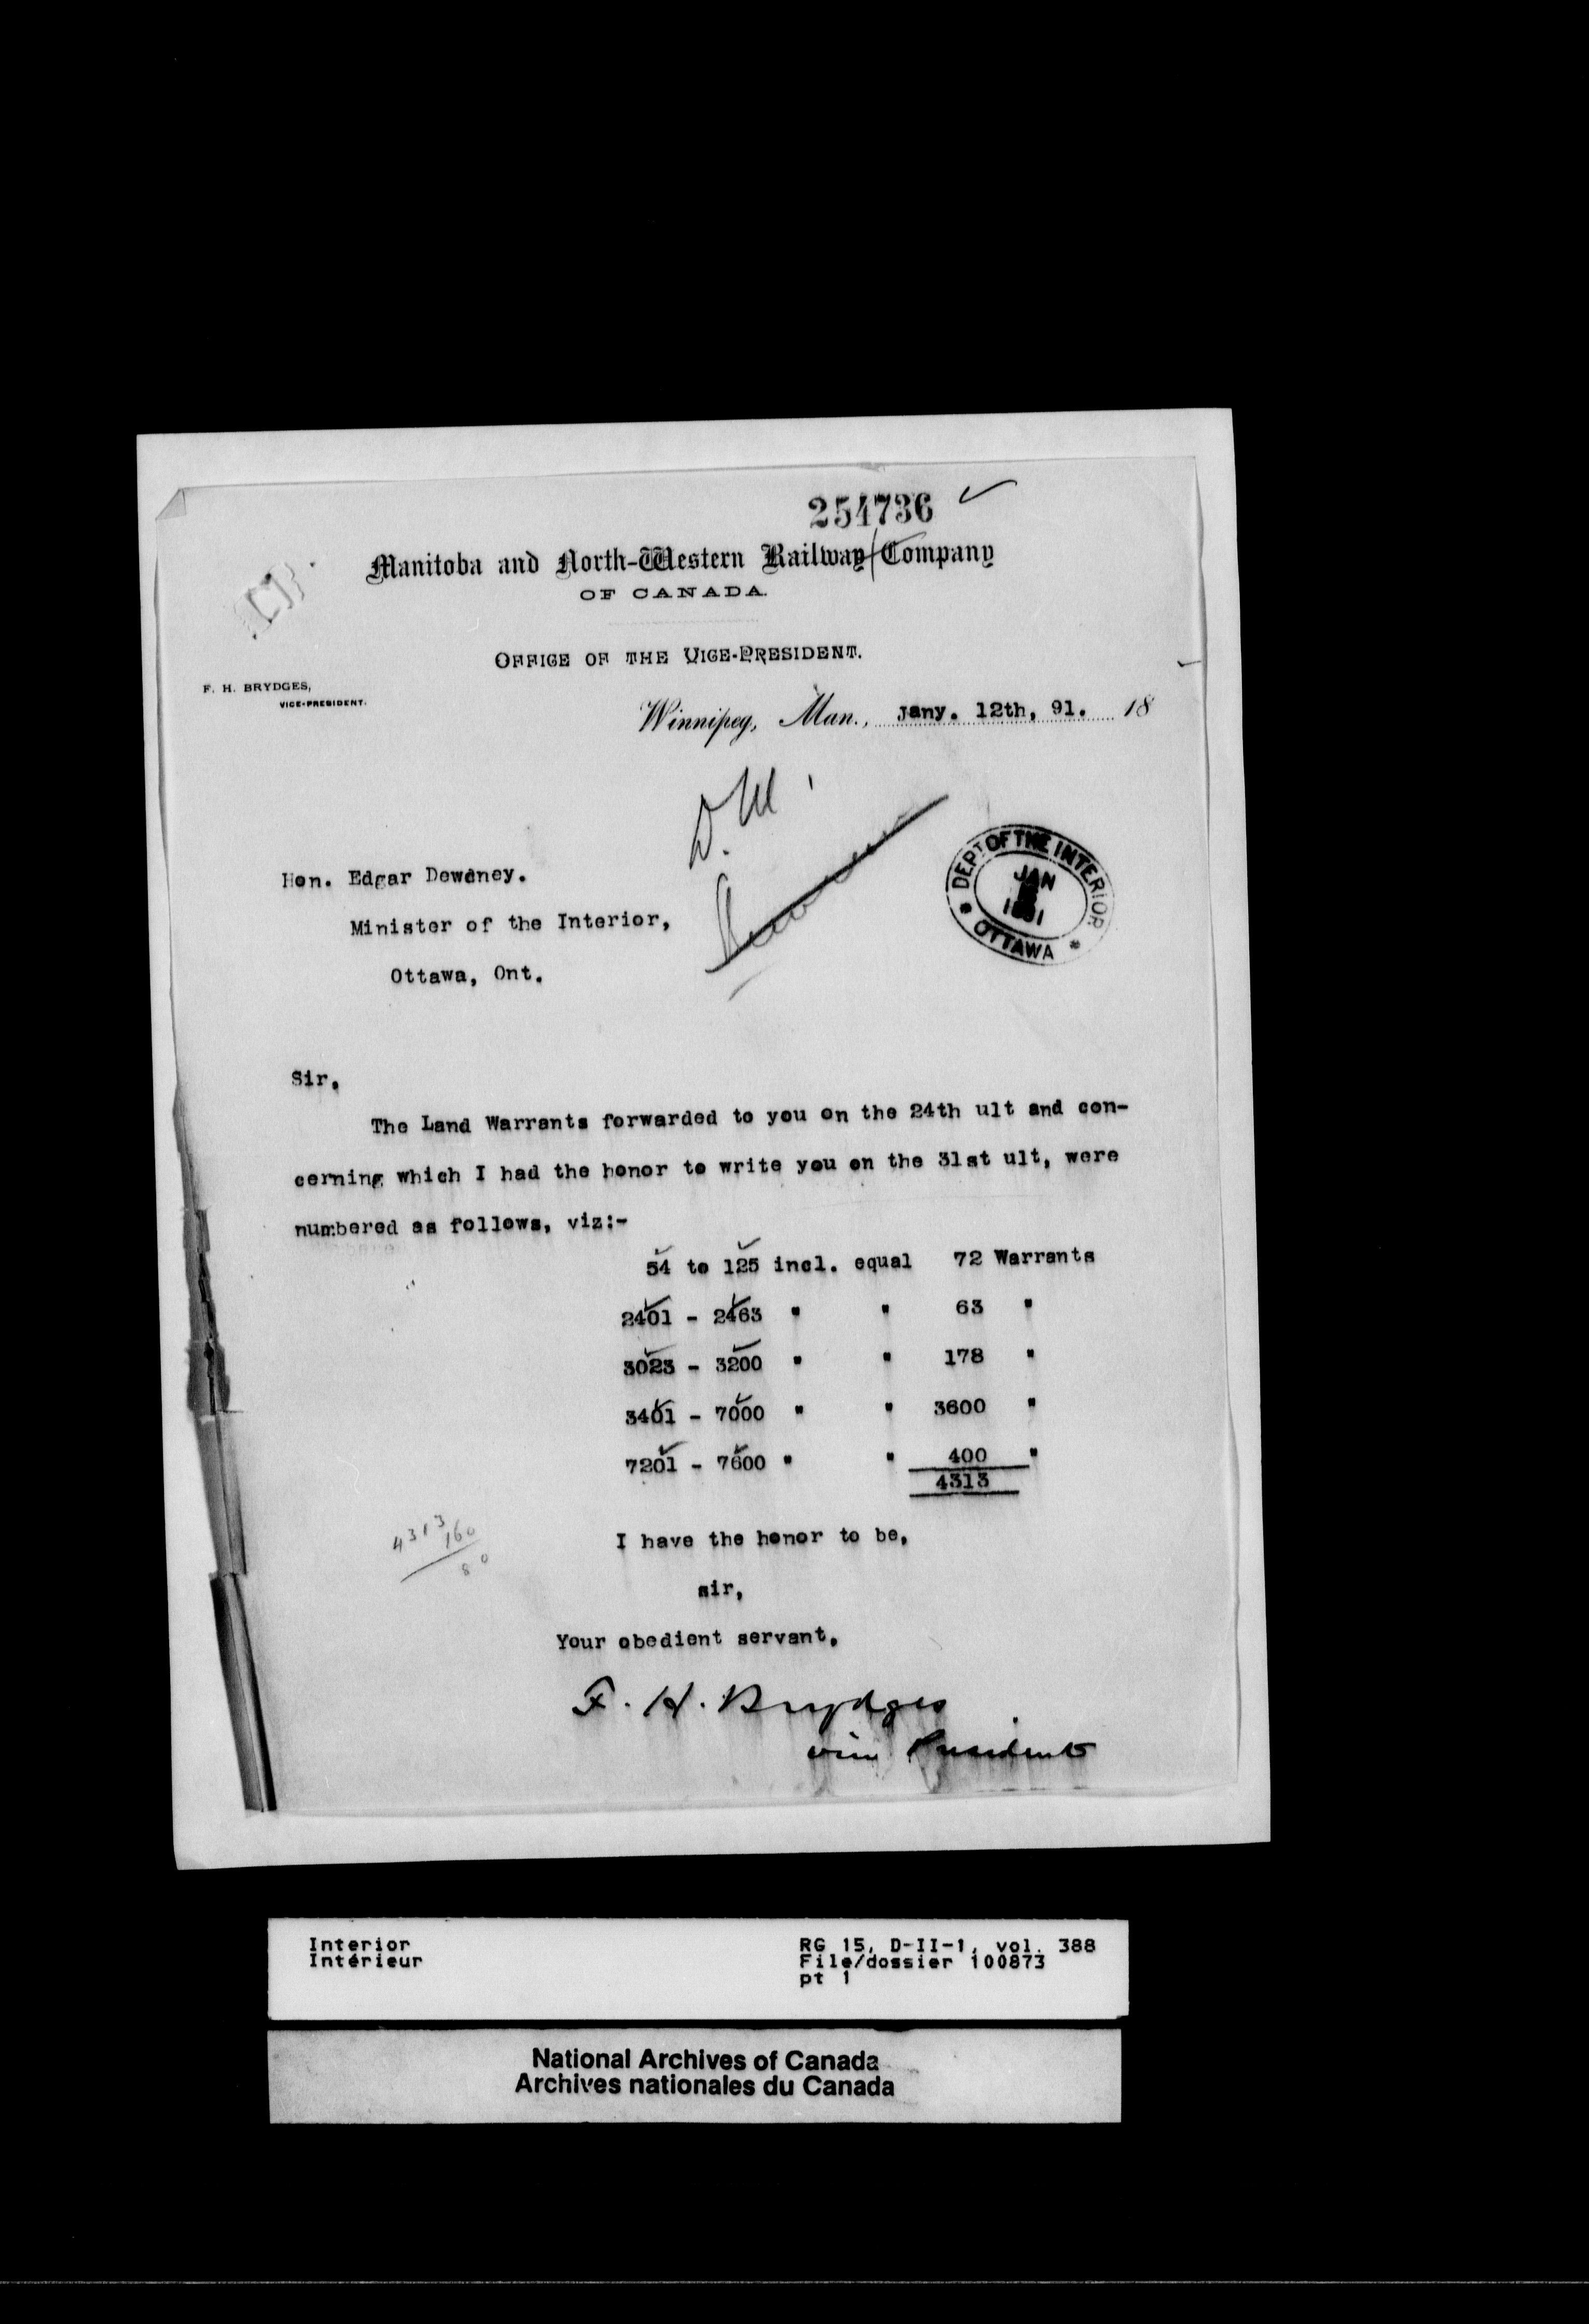 254736
Manitoba and North-Western Railway Company
OF CANADA.
OFFICE OF THE VICE-PRESIDENT.
F. H. BRYDGES,
VICE-PRESIDENT.
Winnipeg, Man., Jany. 12th, 91. 18
D.M.
DEPT OF THE INTERIOR
JAN
1891
OTTAWA
Hon. Edgar Dewdney.
Minister of the Interior,
Ottawa, Ont.
Sir,
The Land Warrants forwarded to you on the 24th ult and con-
cerning which I had the honor to write you on the 31st ult, were
numbered as follows, viz:-
54 to 125 incl. equal 72 Warrants
2401 - 2463 " " 63 "
3023 - 3200 " " 178 "
3401 - 7000 " " 3600 "
7201 - 7600 " " 400 "
4313
4313
160
80
I have the honor to be,
sir,
Your obedient servant,
F. H. Brydges
Vice President
Interior
Intérieur
RG 15, D-II-1, vol. 388
File/dossier 100873
pt 1
National Archives of Canada
Archives nationales du Canada